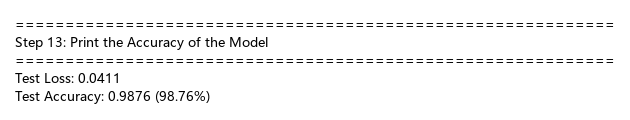 ============================================================
Step 13: Print the Accuracy of the Model
============================================================
Test Loss: 0.0411
Test Accuracy: 0.9876 (98.76%)